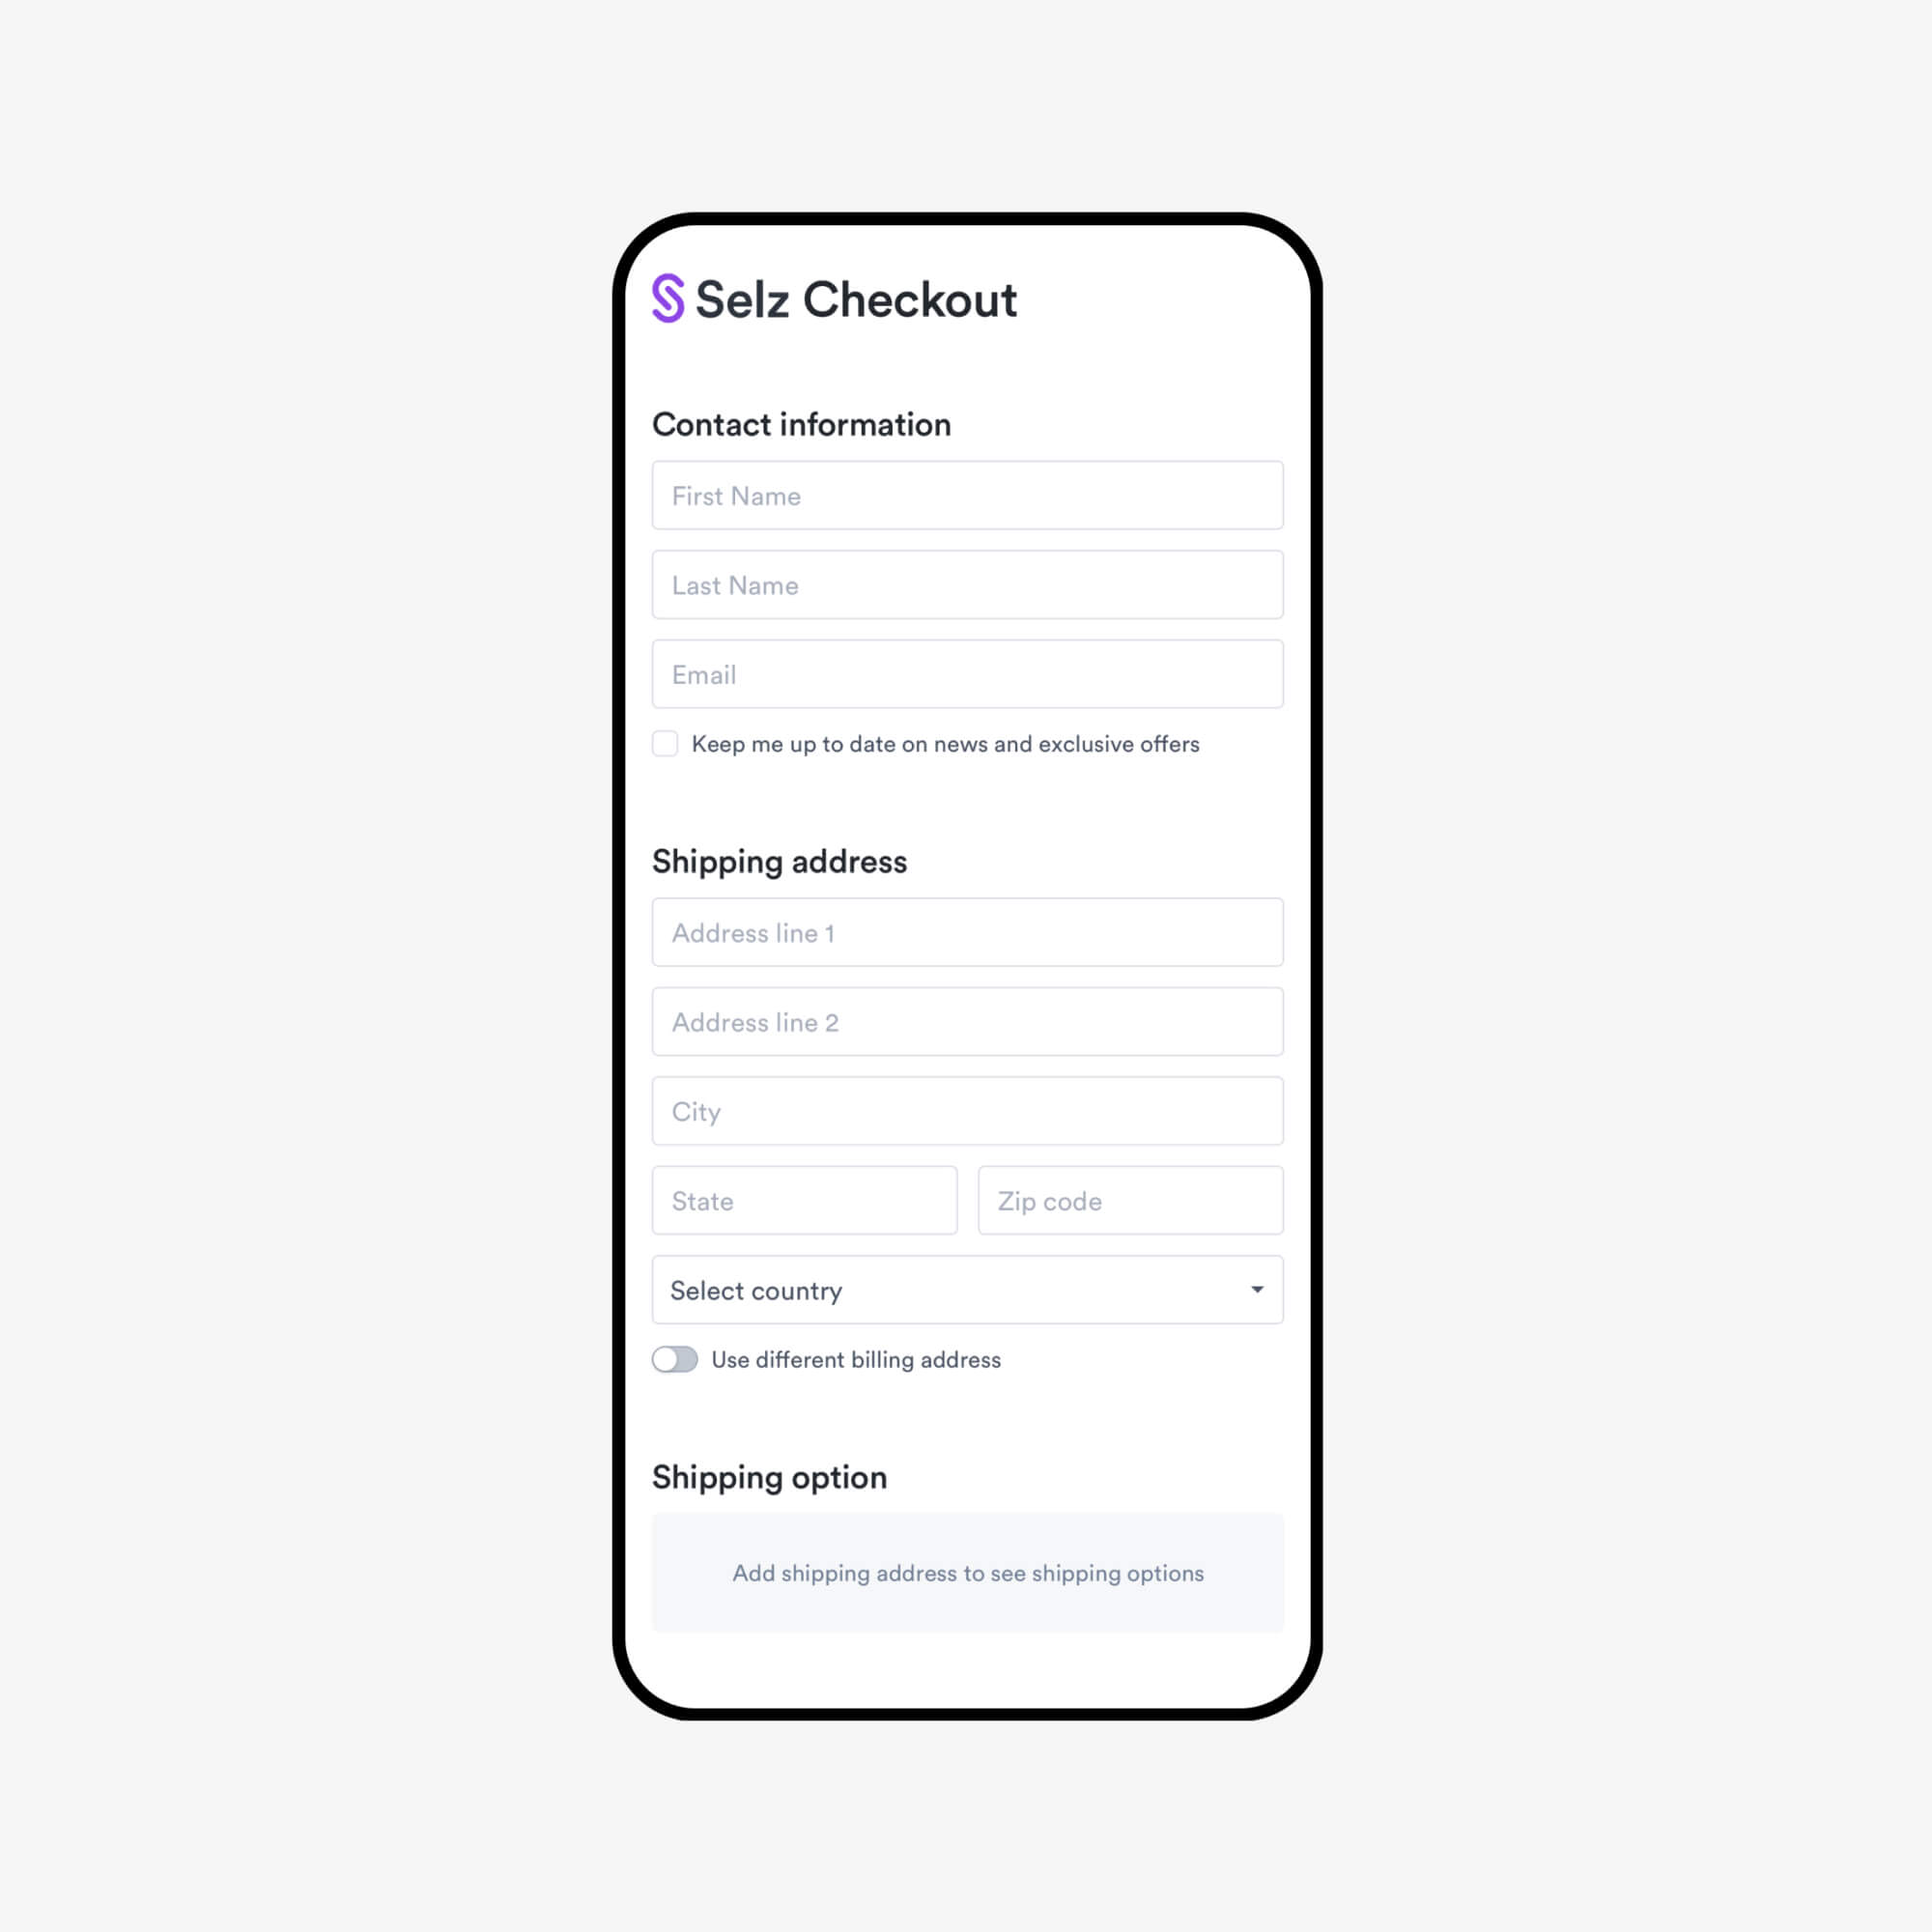 Selz Checkout
Contact information
First Name
Last Name
Email
Keep me up to date on news and exclusive offers
Shipping address
Address line 1
Address line 2
City
State
Zip code
Select country
Use different billing address
Shipping option
Add shipping address to see shipping options